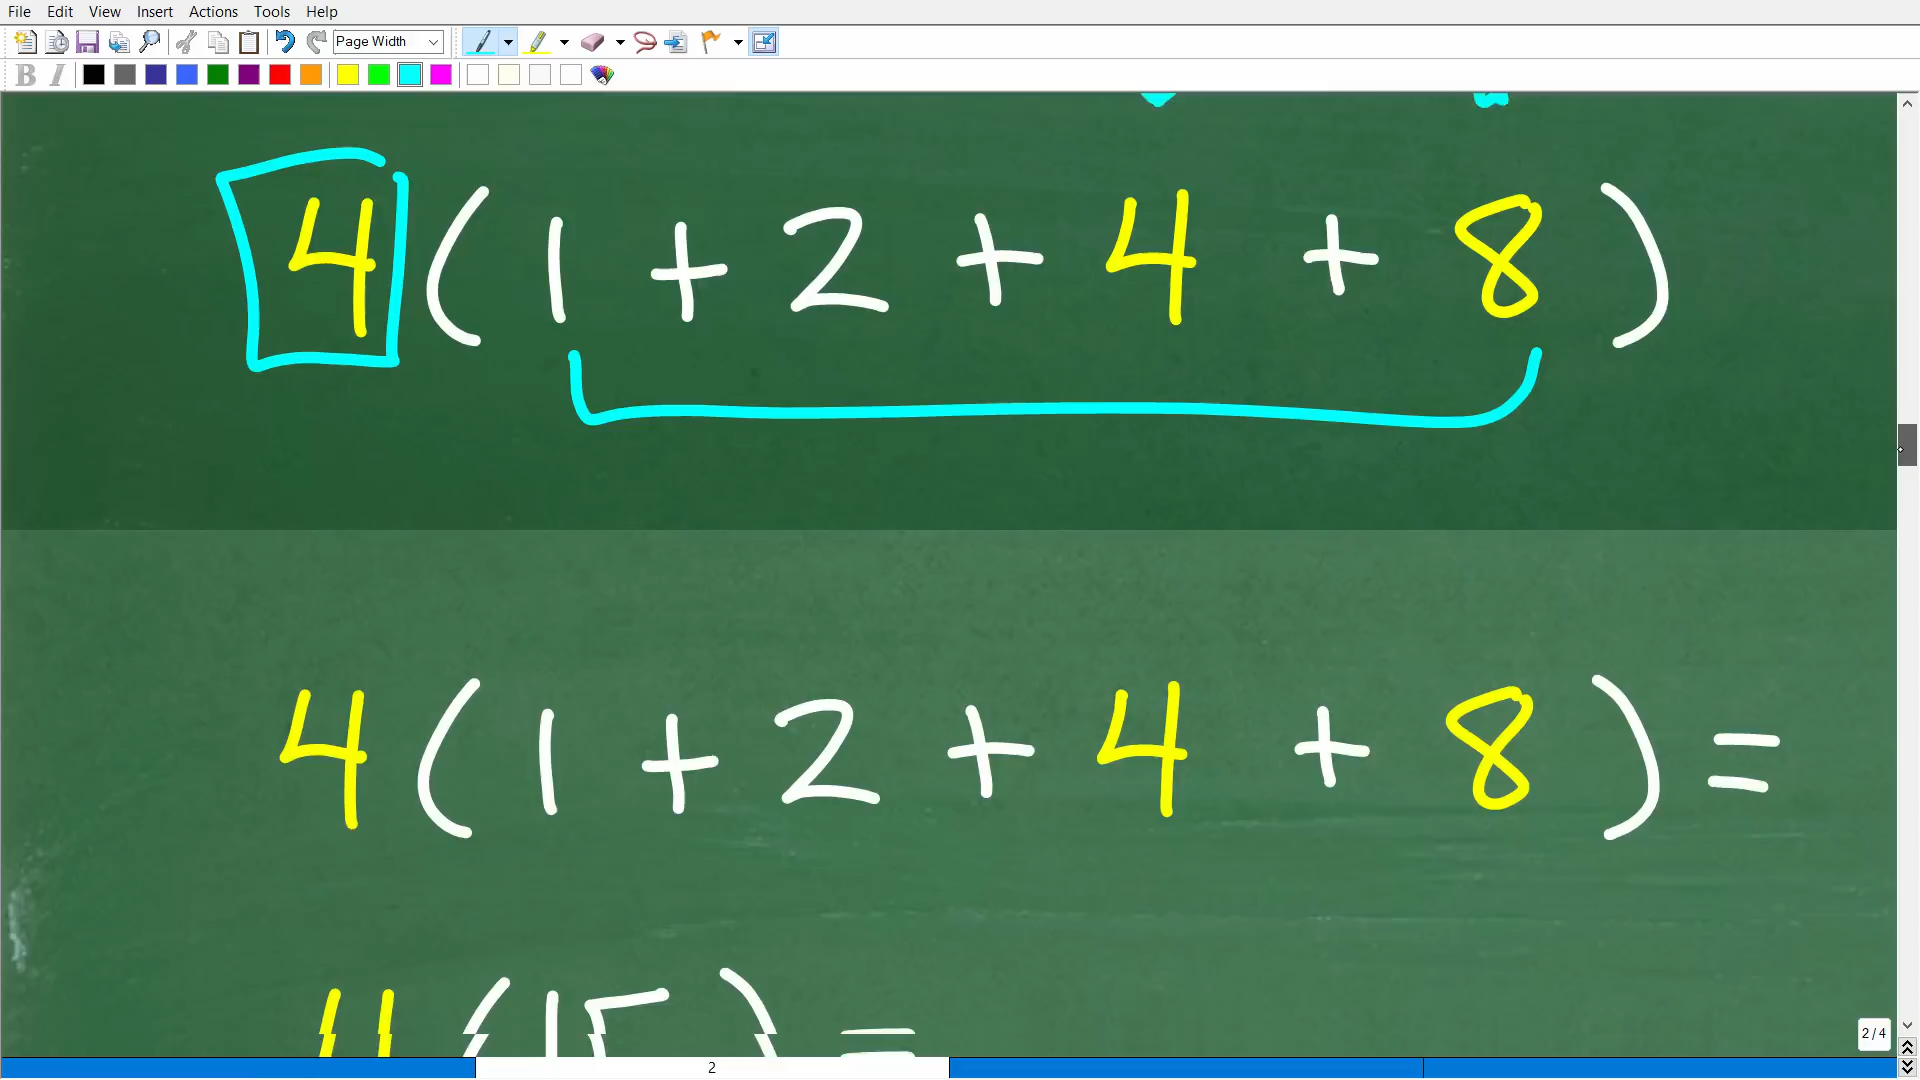 File Edit View Insert Actions Tools Help
Page Width
B I
4(1+2+4+8)
4(1+2+4+8)=
4(15)=
2/4
2